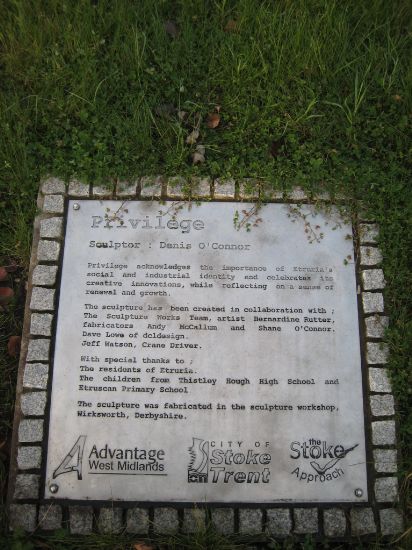 Privilege
Sculptor : Denis O'Connor
Privilege acknowledges the importance of Etruria's
social and industrial identity and celebrates its
creative innovations, while reflecting on a sense of
renewal and growth.
The sculpture has been created in collaboration with ;
The Sculpture Works Team, artist Bernardine Rutter,
fabricators Andy McCallum and Shane O'Connor.
Dave Lowe of dcldesign.
Jeff Watson, Crane Driver.
With special thanks to ;
The residents of Etruria.
The children from Thistley Hough High School and
Etruscan Primary School
The sculpture was fabricated in the sculpture workshop,
Wirksworth, Derbyshire.
Advantage
West Midlands
CITY OF
Stoke
Trent
the
Stoke
Approach